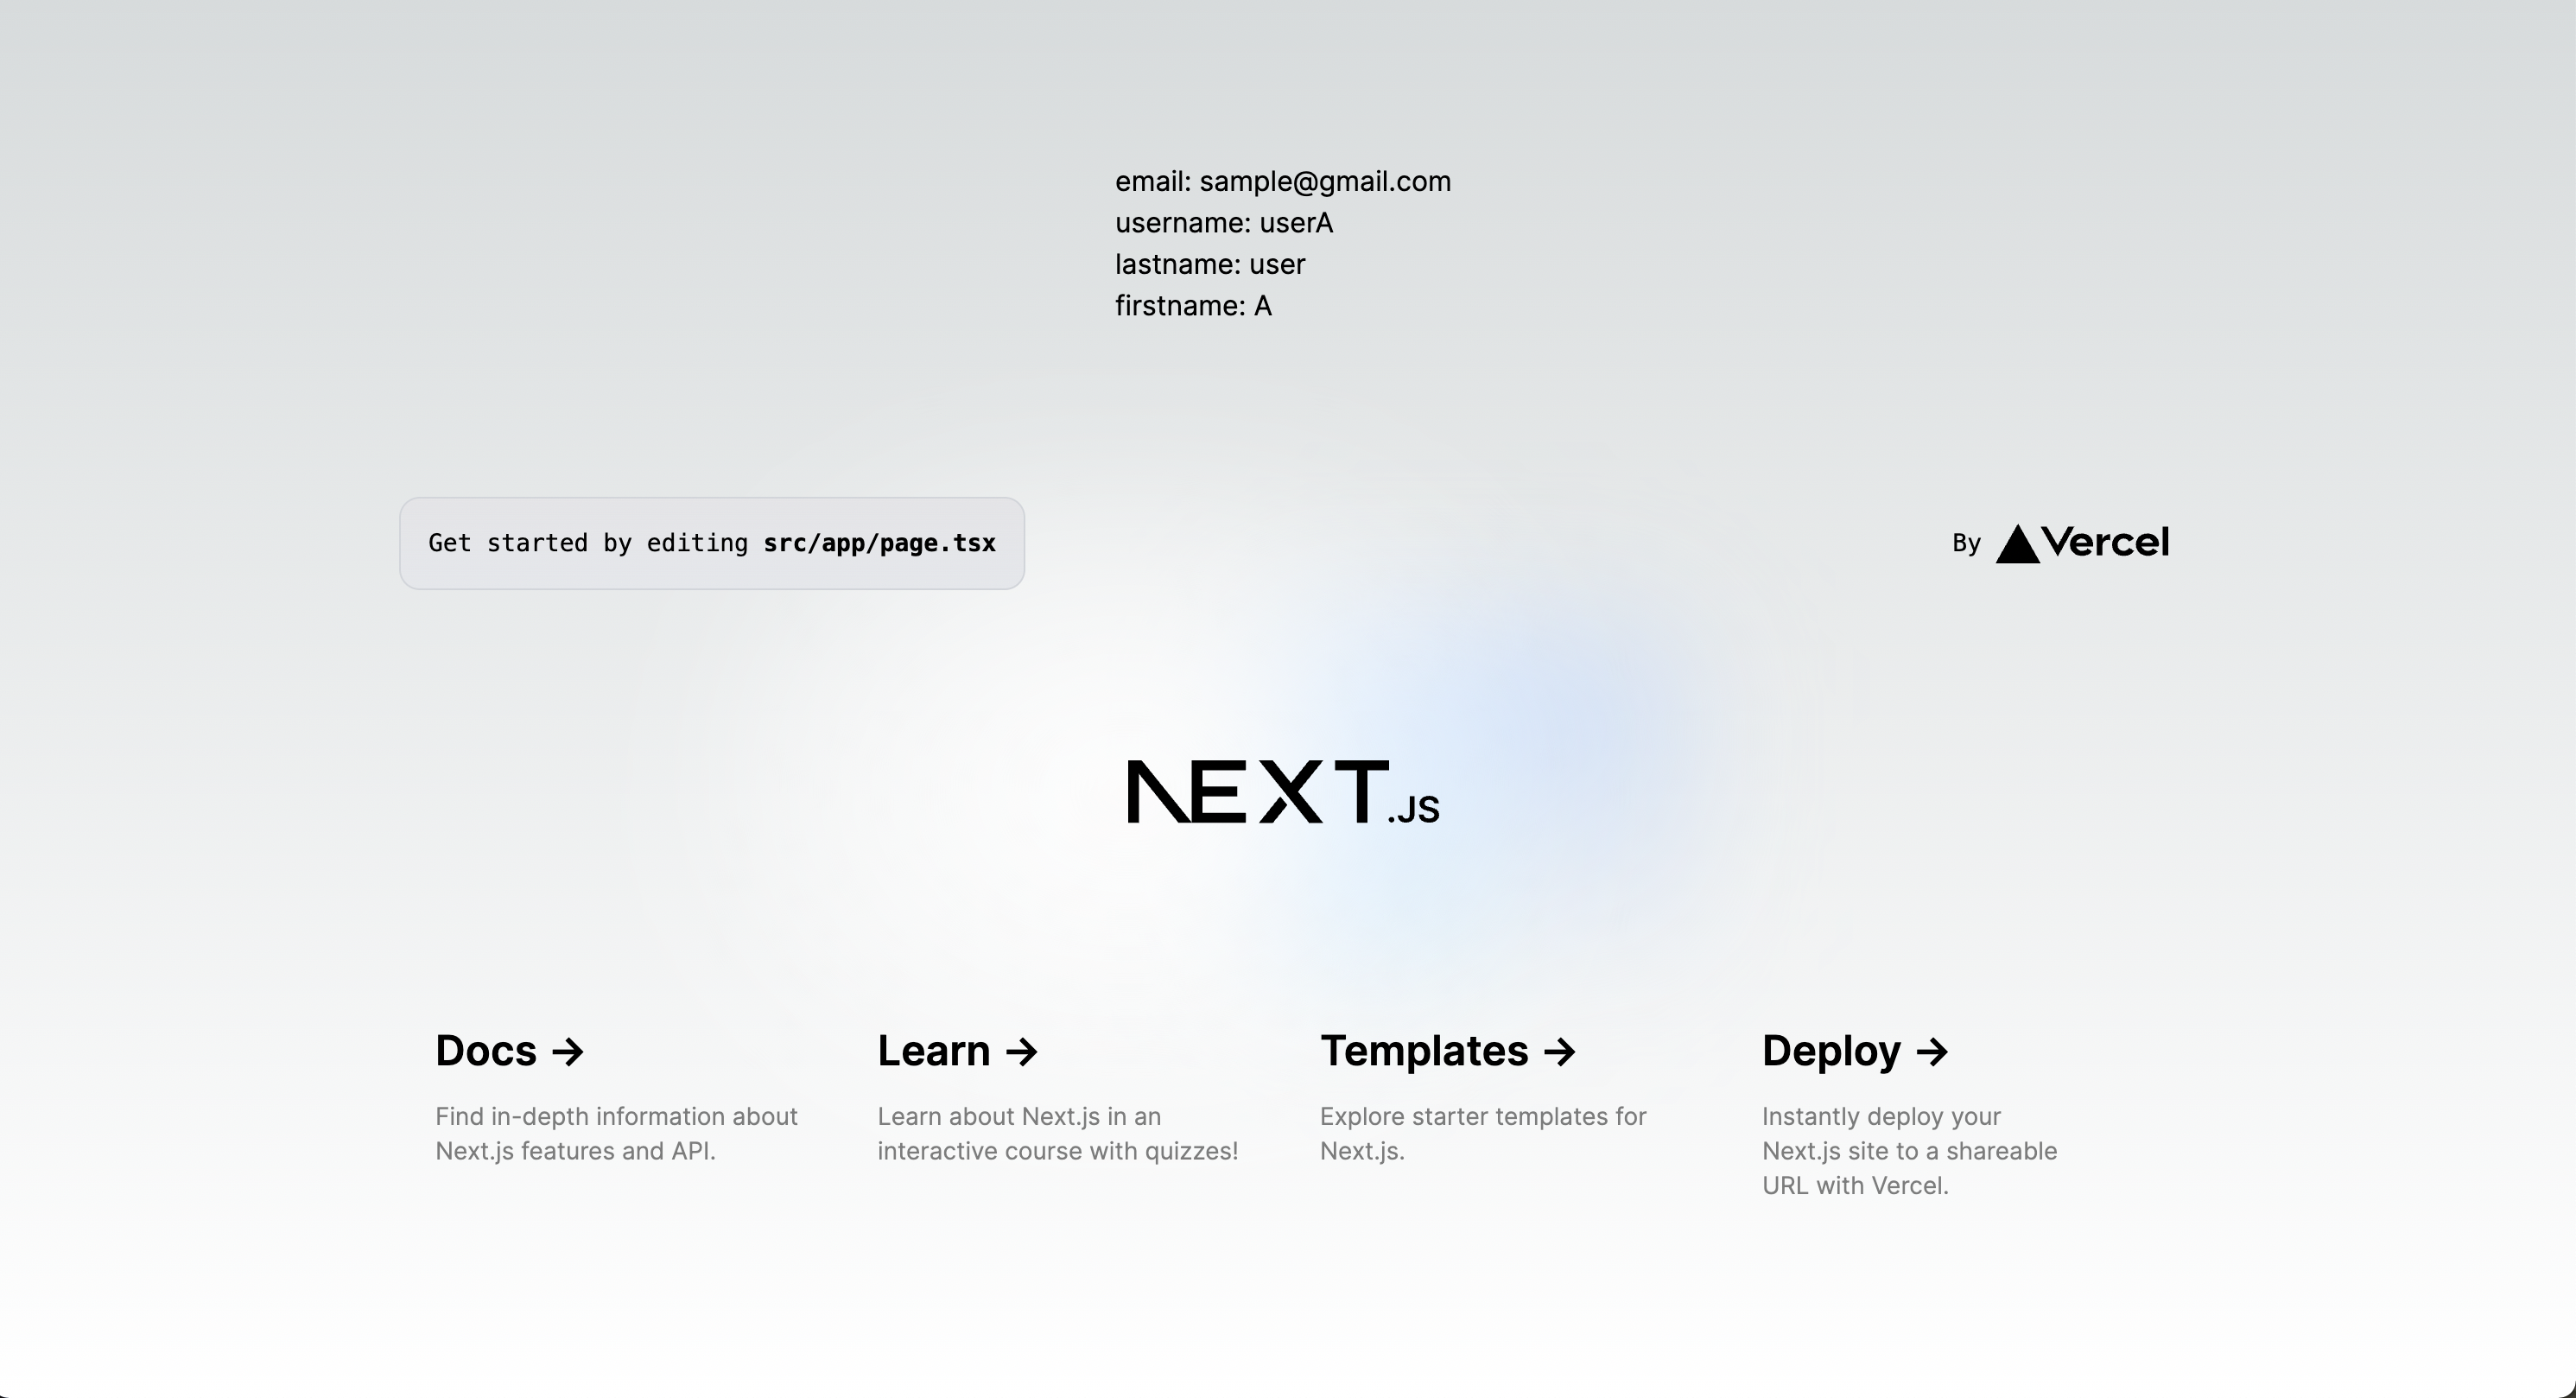 email: sample@gmail.com
username: userA
lastname: user
firstname: A
Get started by editing src/app/page.tsx
By Vercel
NEXT.JS
Docs →
Find in-depth information about
Next.js features and API.
Learn →
Learn about Next.js in an
interactive course with quizzes!
Templates →
Explore starter templates for
Next.js.
Deploy →
Instantly deploy your
Next.js site to a shareable
URL with Vercel.